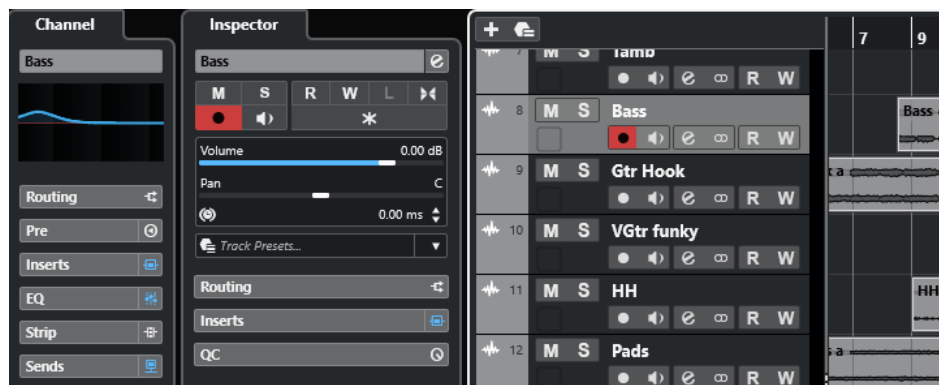 Channel
Bass
Routing
Pre
Inserts
EQ
Strip
Sends
Inspector
Bass
M S R W L
Volume 0.00 dB
Pan C
0.00 ms
Track Presets...
Routing
Inserts
QC
7 9
7 M S Tamb
R W
8 M S Bass
R W
Bass
9 M S Gtr Hook
R W
a
10 M S VGtr funky
R W
11 M S HH
R W
HH
12 M S Pads
R W
a